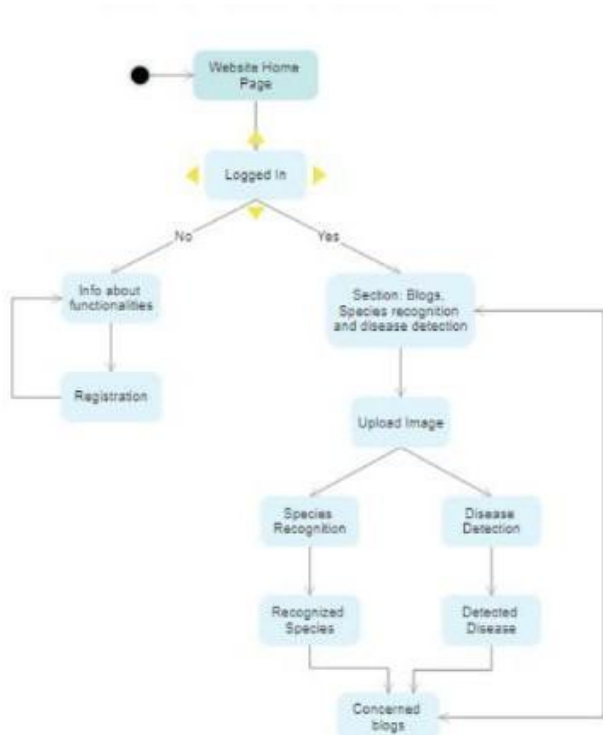 Website Home
Page
Logged In
No
Yes
Info about
functionalities
Section: Blogs,
Species recognition
and disease detection
Registration
Upload Image
Species
Recognition
Disease
Detection
Recognized
Species
Detected
Disease
Concerned
blogs